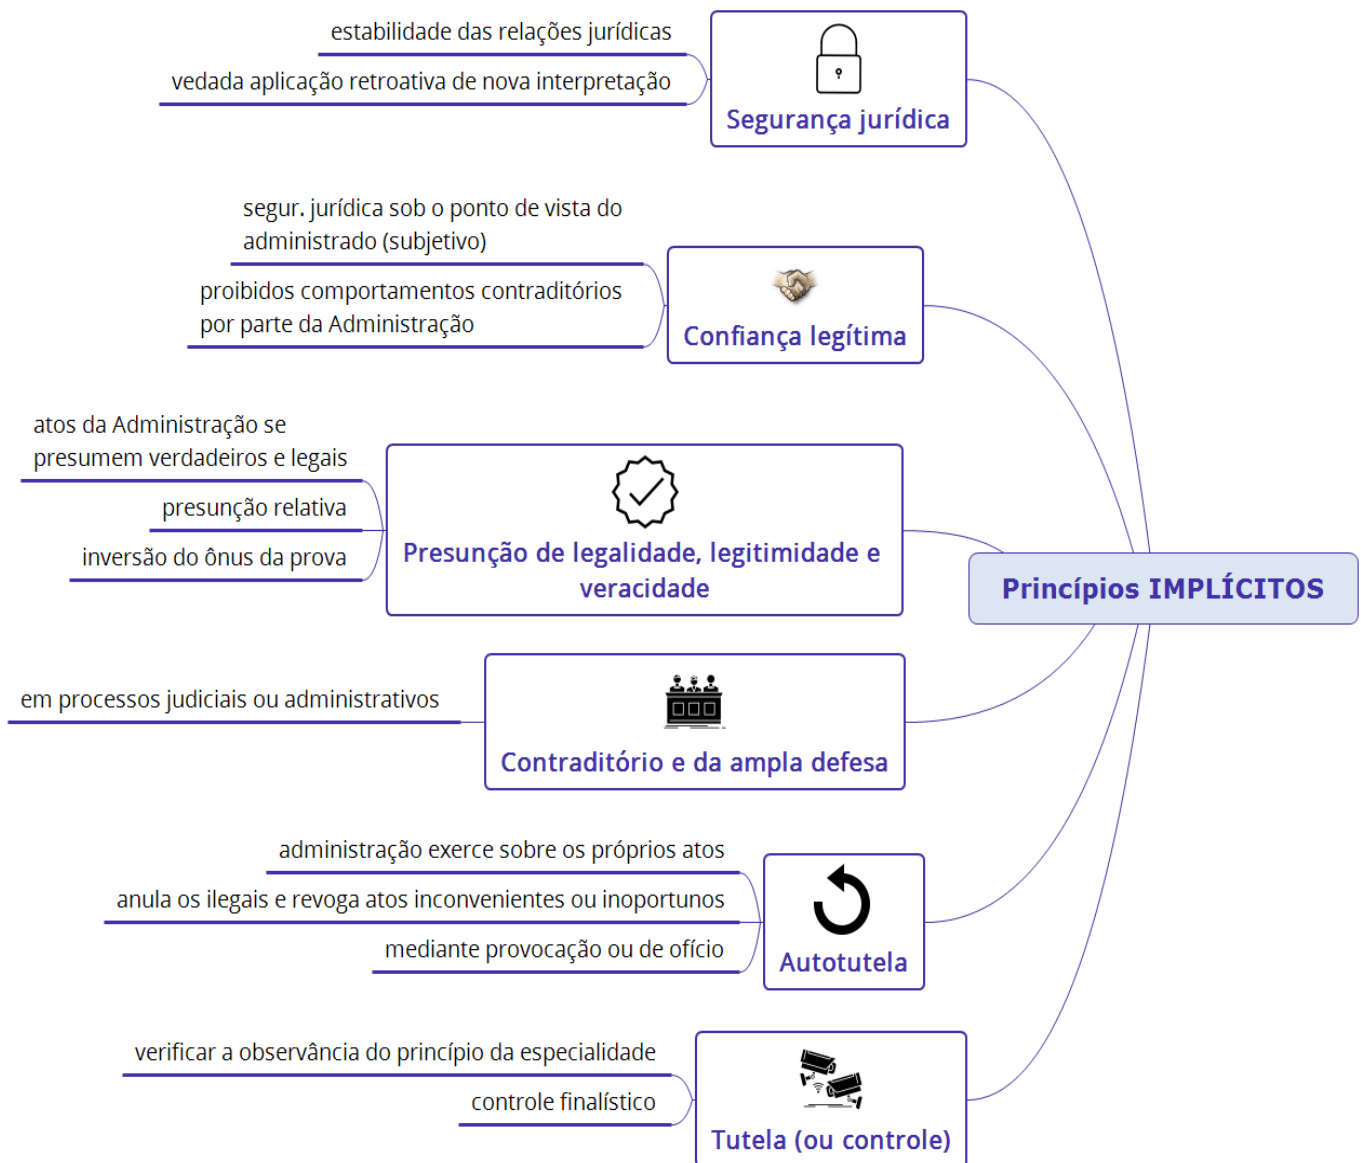 estabilidade das relações jurídicas
vedada aplicação retroativa de nova interpretação
Segurança jurídica
segur. jurídica sob o ponto de vista do
administrado (subjetivo)
proibidos comportamentos contraditórios
por parte da Administração
Confiança legítima
atos da Administração se
presumem verdadeiros e legais
presunção relativa
inversão do ônus da prova
Presunção de legalidade, legitimidade e
veracidade
Princípios IMPLÍCITOS
em processos judiciais ou administrativos
Contraditório e da ampla defesa
administração exerce sobre os próprios atos
anula os ilegais e revoga atos inconvenientes ou inoportunos
mediante provocação ou de ofício
Autotutela
verificar a observância do princípio da especialidade
controle finalístico
Tutela (ou controle)